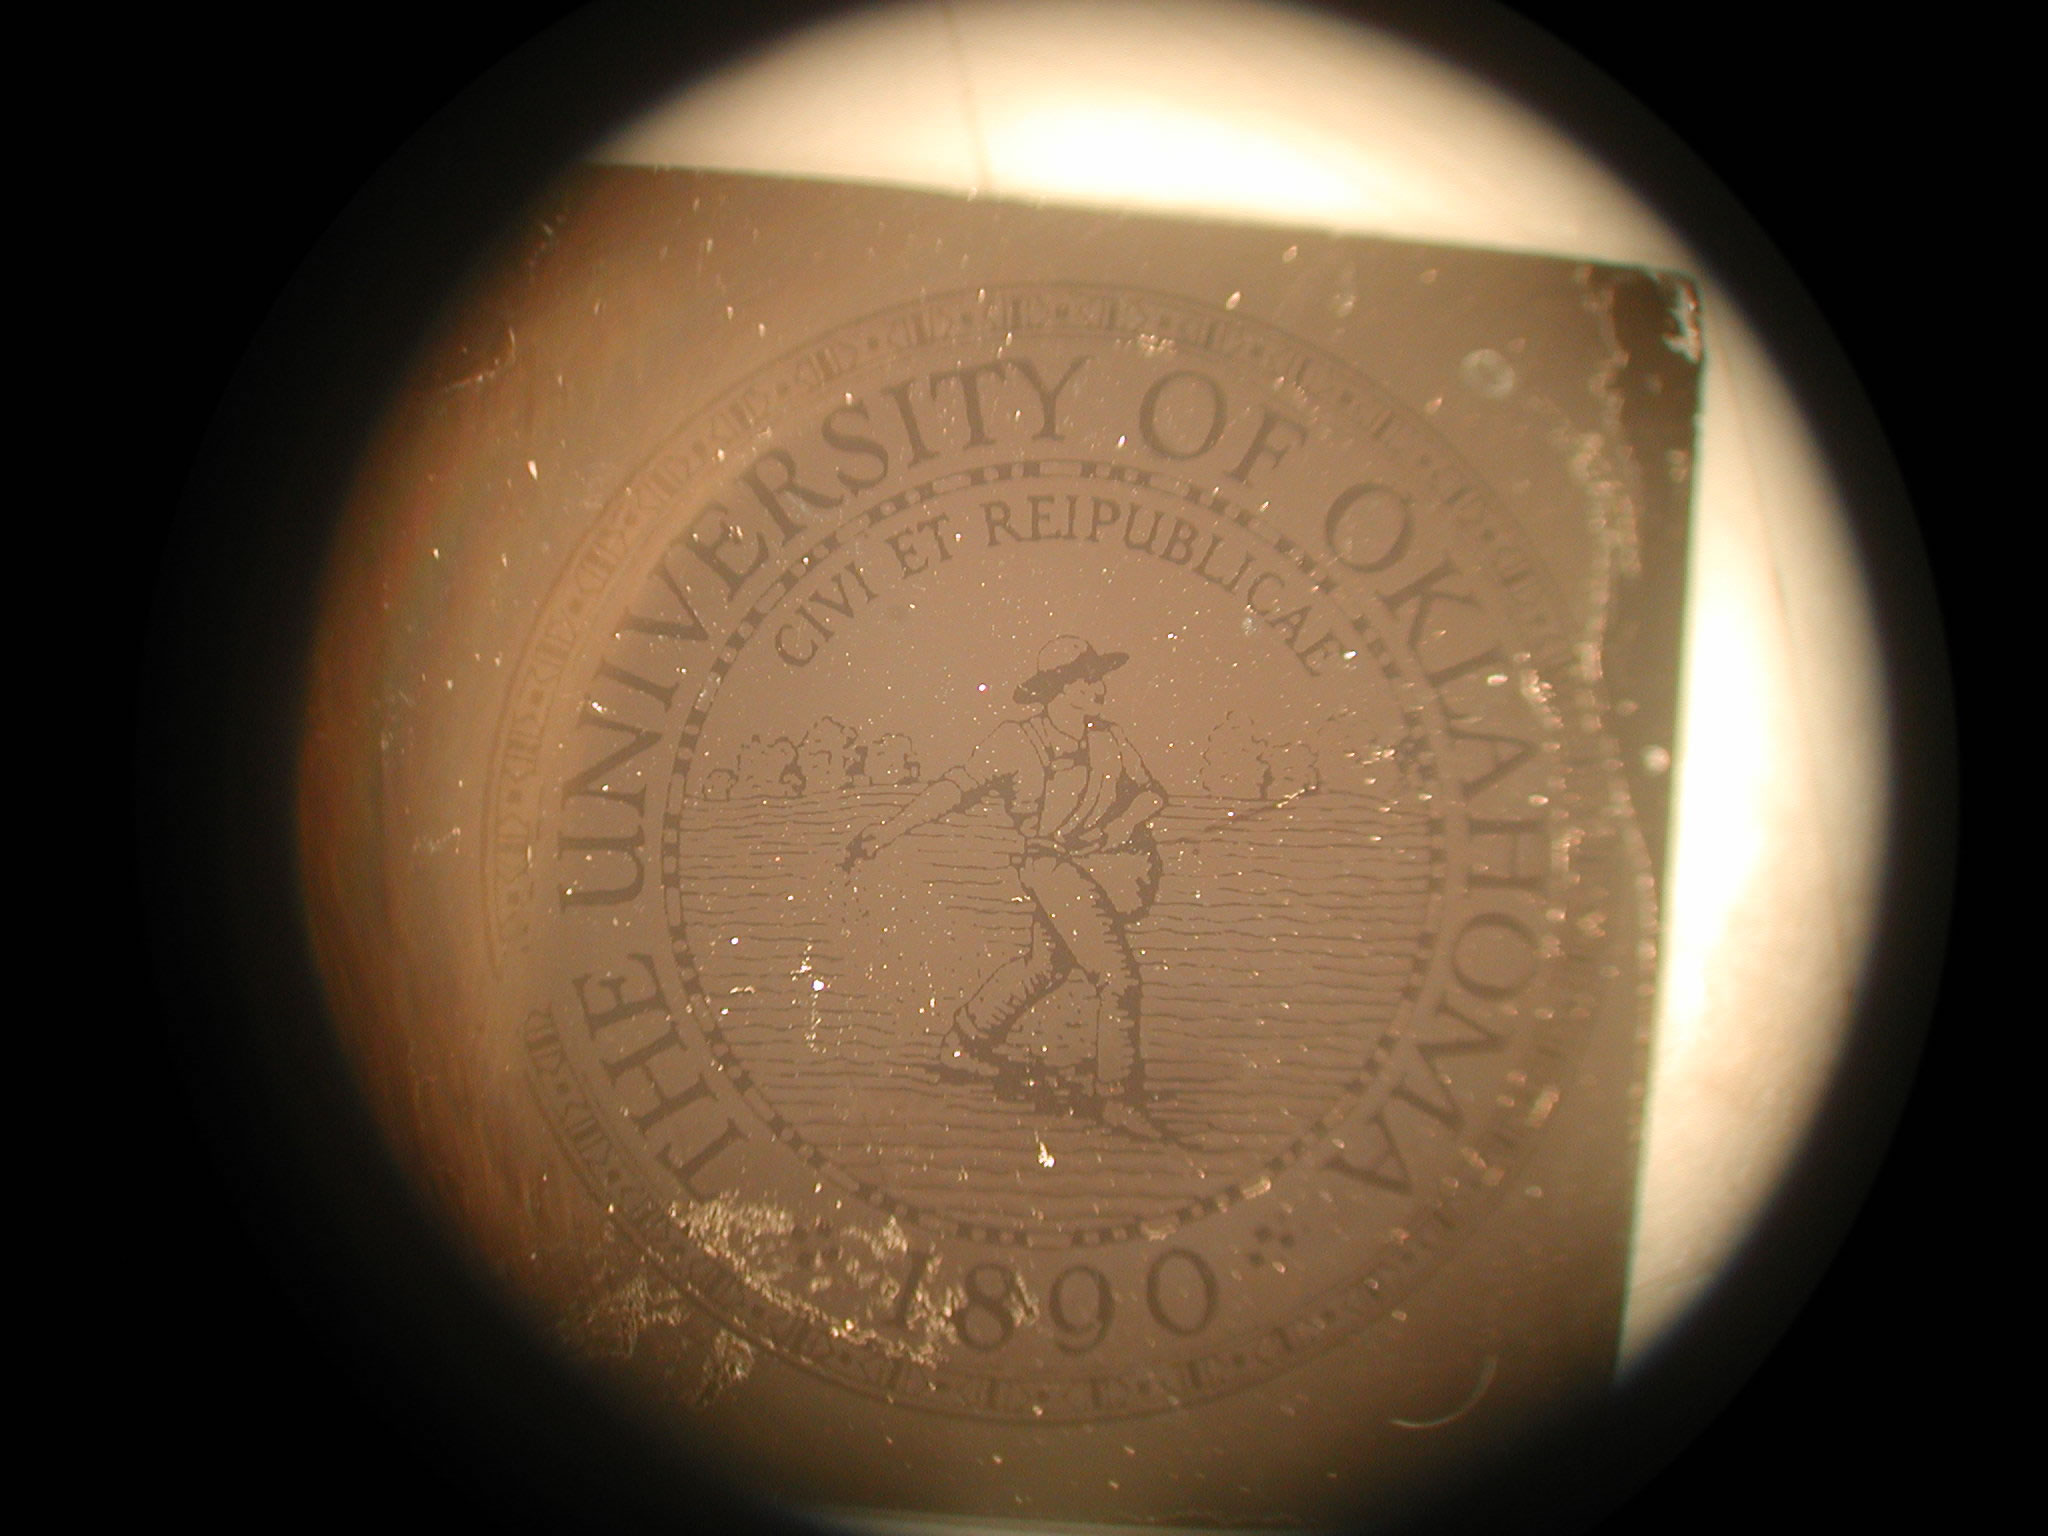 THE UNIVERSITY OF OKLAHOMA
CIVI ET REIPUBLICAE
1890